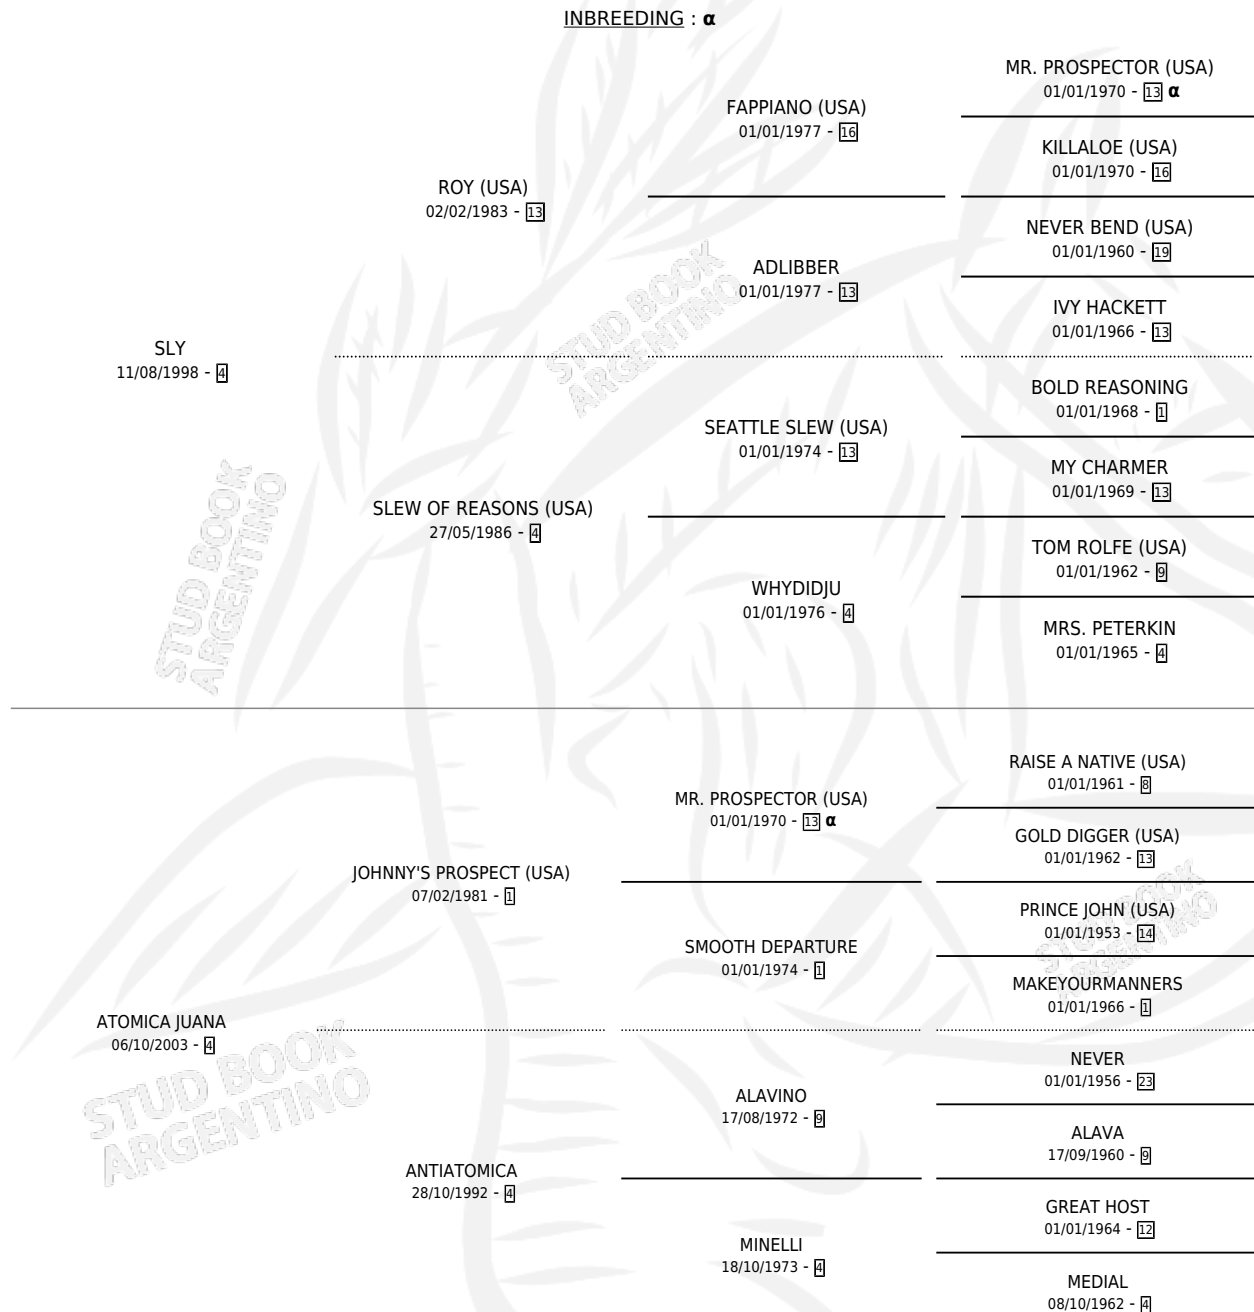 INBREEDING : α
MR. PROSPECTOR (USA)
01/01/1970 - 13 α
FAPPIANO (USA)
01/01/1977 - 16
KILLALOE (USA)
01/01/1970 - 16
ROY (USA)
02/02/1983 - 13
NEVER BEND (USA)
01/01/1960 - 19
ADLIBBER
01/01/1977 - 13
IVY HACKETT
01/01/1966 - 13
SLY
11/08/1998 - 4
BOLD REASONING
01/01/1968 - 1
SEATTLE SLEW (USA)
01/01/1974 - 13
MY CHARMER
01/01/1969 - 13
SLEW OF REASONS (USA)
27/05/1986 - 4
TOM ROLFE (USA)
01/01/1962 - 9
WHYDIDJU
01/01/1976 - 4
MRS. PETERKIN
01/01/1965 - 4
RAISE A NATIVE (USA)
01/01/1961 - 8
MR. PROSPECTOR (USA)
01/01/1970 - 13 α
GOLD DIGGER (USA)
01/01/1962 - 13
JOHNNY'S PROSPECT (USA)
07/02/1981 - 1
PRINCE JOHN (USA)
01/01/1953 - 14
SMOOTH DEPARTURE
01/01/1974 - 1
MAKEYOURMANNERS
01/01/1966 - 1
ATOMICA JUANA
06/10/2003 - 4
NEVER
01/01/1956 - 23
ALAVINO
17/08/1972 - 9
ALAVA
17/09/1960 - 9
ANTIATOMICA
28/10/1992 - 4
GREAT HOST
01/01/1964 - 12
MINELLI
18/10/1973 - 4
MEDIAL
08/10/1962 - 4
STUD BOOK
ARGENTINO
STUD BOOK
ARGENTINO
STUD BOOK
ARGENTINO
STUD BOOK
ARGENTINO